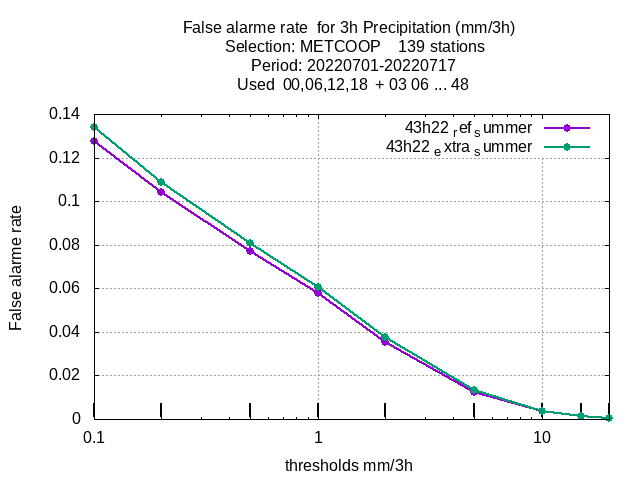 False alarme rate for 3h Precipitation (mm/3h)
Selection: METCOOP 139 stations
Period: 20220701-20220717
Used 00,06,12,18 + 03 06 ... 48
43h22 ref summer
43h22 extra summer
False alarme rate
0.14
0.12
0.1
0.08
0.06
0.04
0.02
0
0.1 1 10
thresholds mm/3h